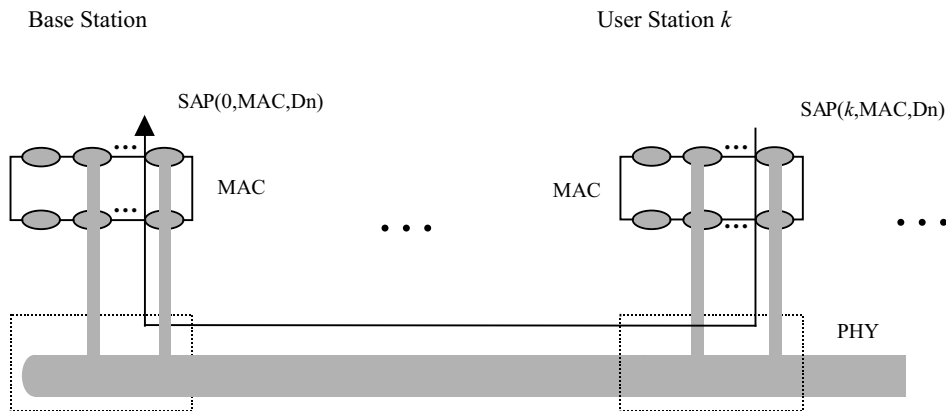 Base Station
User Station k
SAP(0,MAC,Dn)
SAP(k,MAC,Dn)
MAC
MAC
PHY